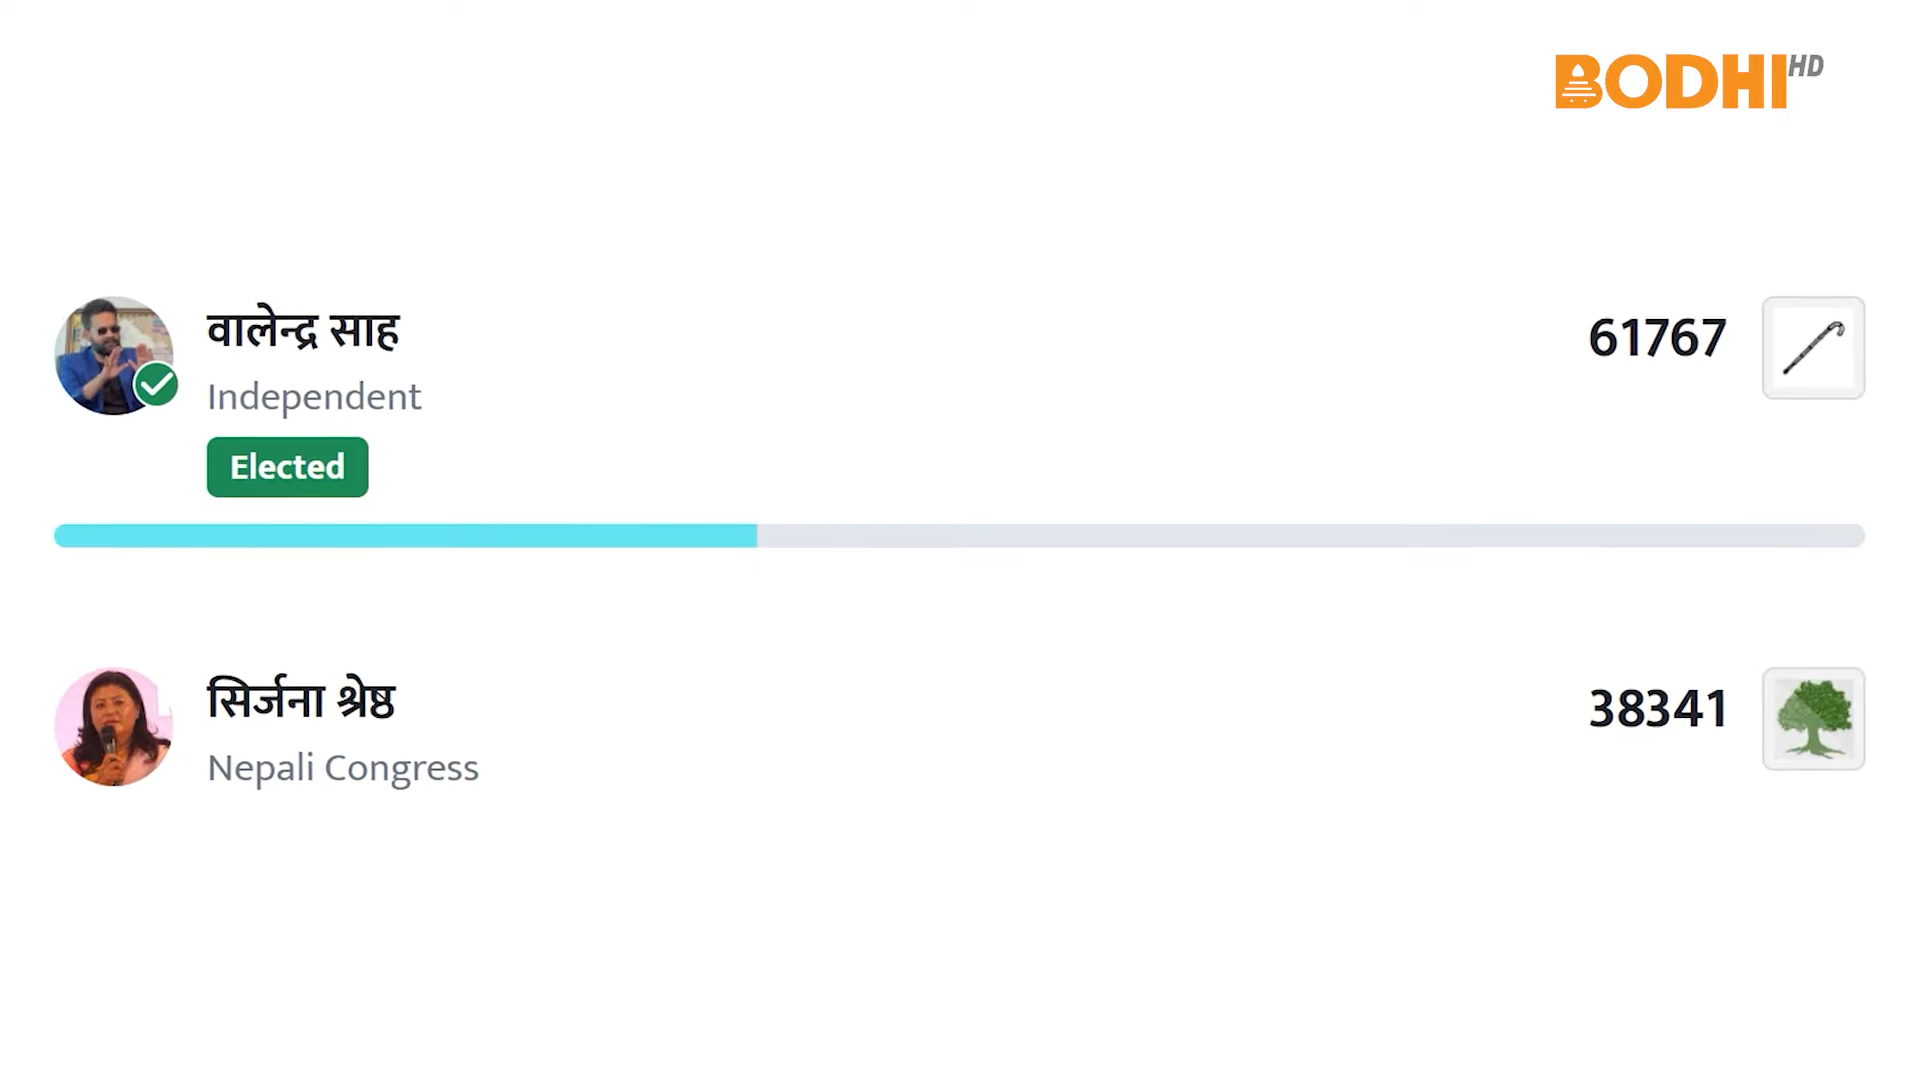 BODHI HD
वालेन्द्र साह
61767
Independent
Elected
सिर्जना श्रेष्ठ
38341
Nepali Congress